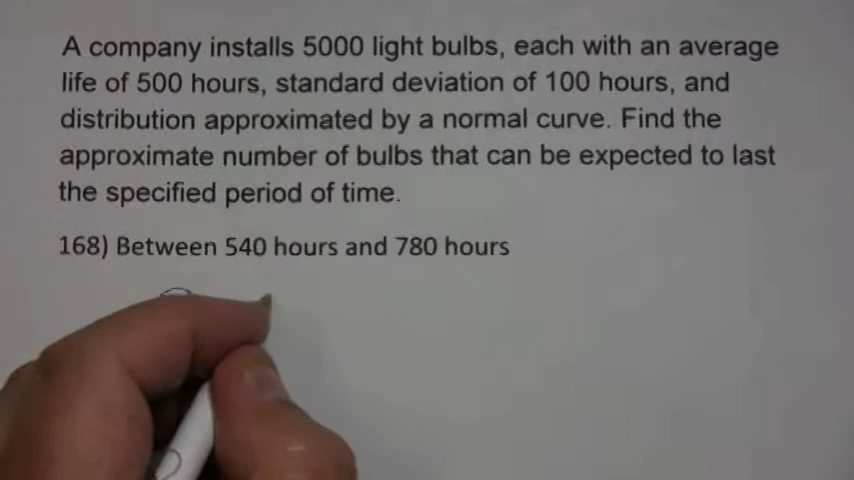 A company installs 5000 light bulbs, each with an average
life of 500 hours, standard deviation of 100 hours, and
distribution approximated by a normal curve. Find the
approximate number of bulbs that can be expected to last
the specified period of time.
168) Between 540 hours and 780 hours